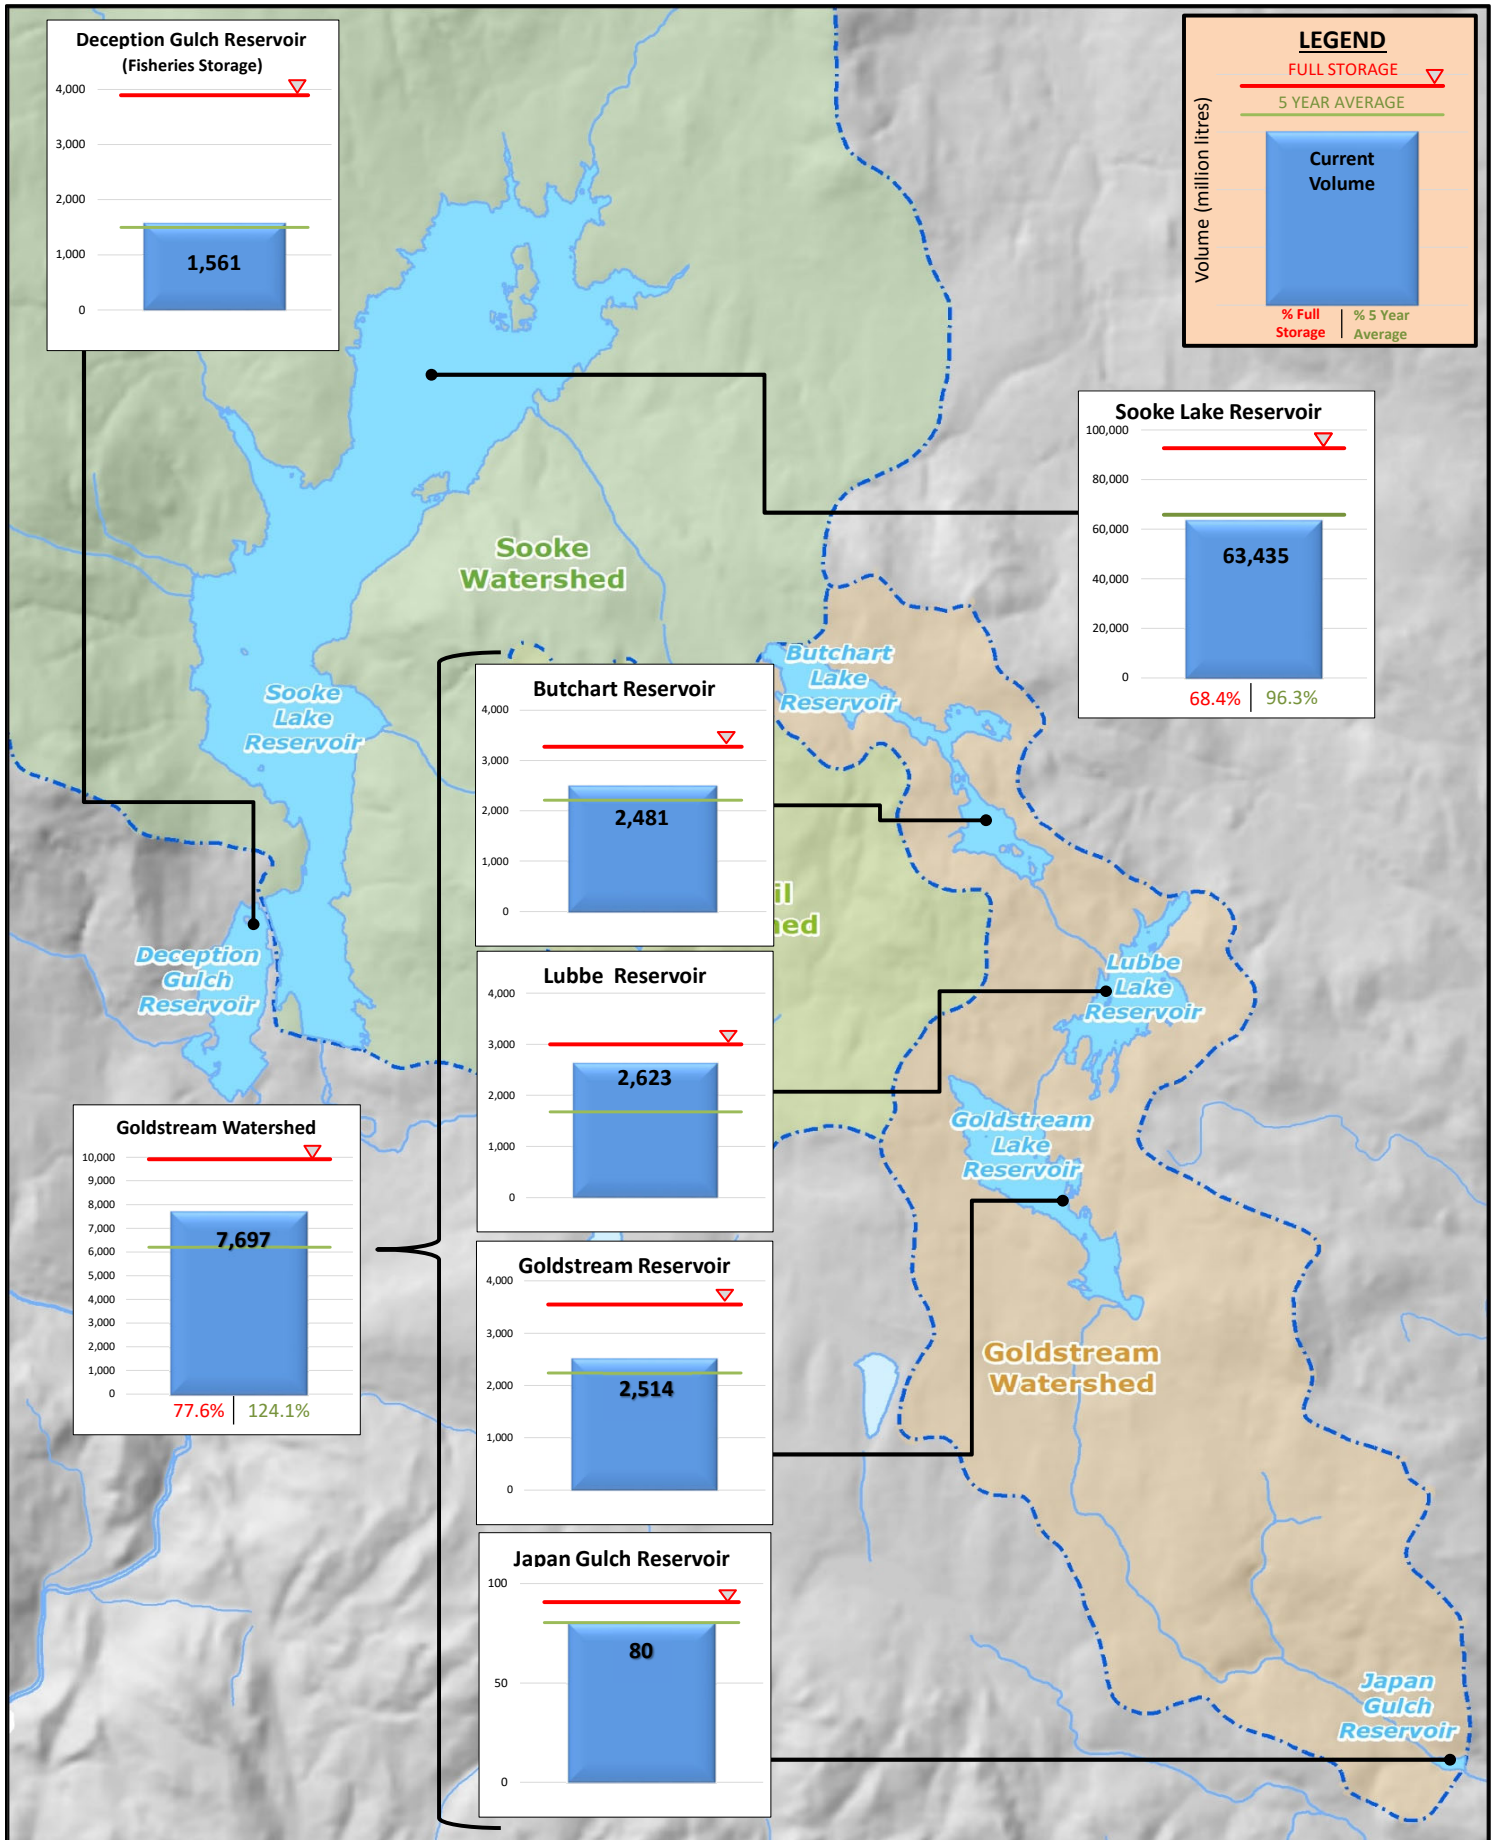 Deception Gulch Reservoir
(Fisheries Storage)
4,000
3,000
2,000
1,000
0
1,561
LEGEND
FULL STORAGE
5 YEAR AVERAGE
Volume (million litres)
Current
Volume
% Full
Storage
% 5 Year
Average
Sooke Lake Reservoir
100,000
80,000
60,000
40,000
20,000
0
63,435
68.4%
96.3%
Sooke
Watershed
Sooke
Lake
Reservoir
Butchart
Lake
Reservoir
Butchart Reservoir
4,000
3,000
2,000
1,000
0
2,481
il
ed
Deception
Gulch
Reservoir
Lubbe Reservoir
4,000
3,000
2,000
1,000
0
2,623
Lubbe
Lake
Reservoir
Goldstream Watershed
10,000
9,000
8,000
7,000
6,000
5,000
4,000
3,000
2,000
1,000
0
7,697
77.6%
124.1%
Goldstream
Lake
Reservoir
Goldstream Reservoir
4,000
3,000
2,000
1,000
0
2,514
Goldstream
Watershed
Japan Gulch Reservoir
100
50
0
80
Japan
Gulch
Reservoir